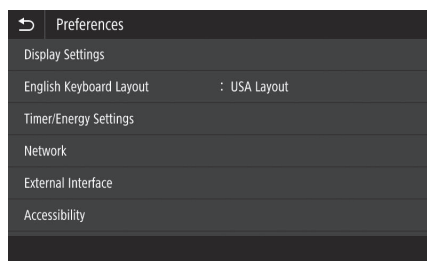 Preferences
Display Settings
English Keyboard Layout : USA Layout
Timer/Energy Settings
Network
External Interface
Accessibility